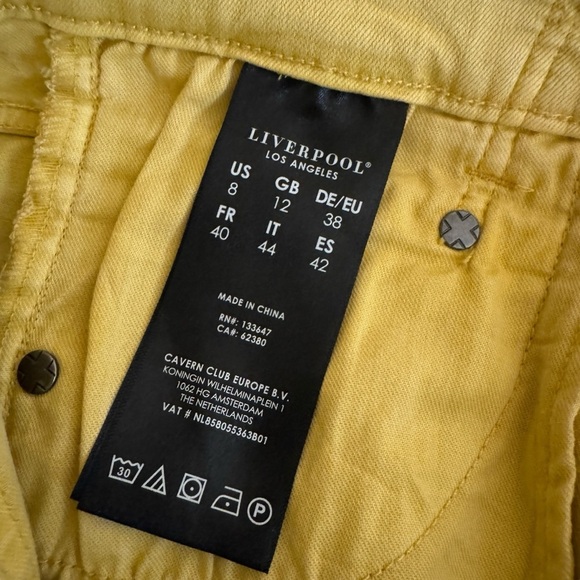 LIVERPOOL®
LOS ANGELES
US GB DE/EU
8 12 38
FR IT ES
40 44 42
MADE IN CHINA
RN#: 133647
CA#: 62380
CAVERN CLUB EUROPE B.V.
KONINGIN WILHELMINAPLEIN 1
1062 HG AMSTERDAM
THE NETHERLANDS
VAT # NL858055363B01
30 P